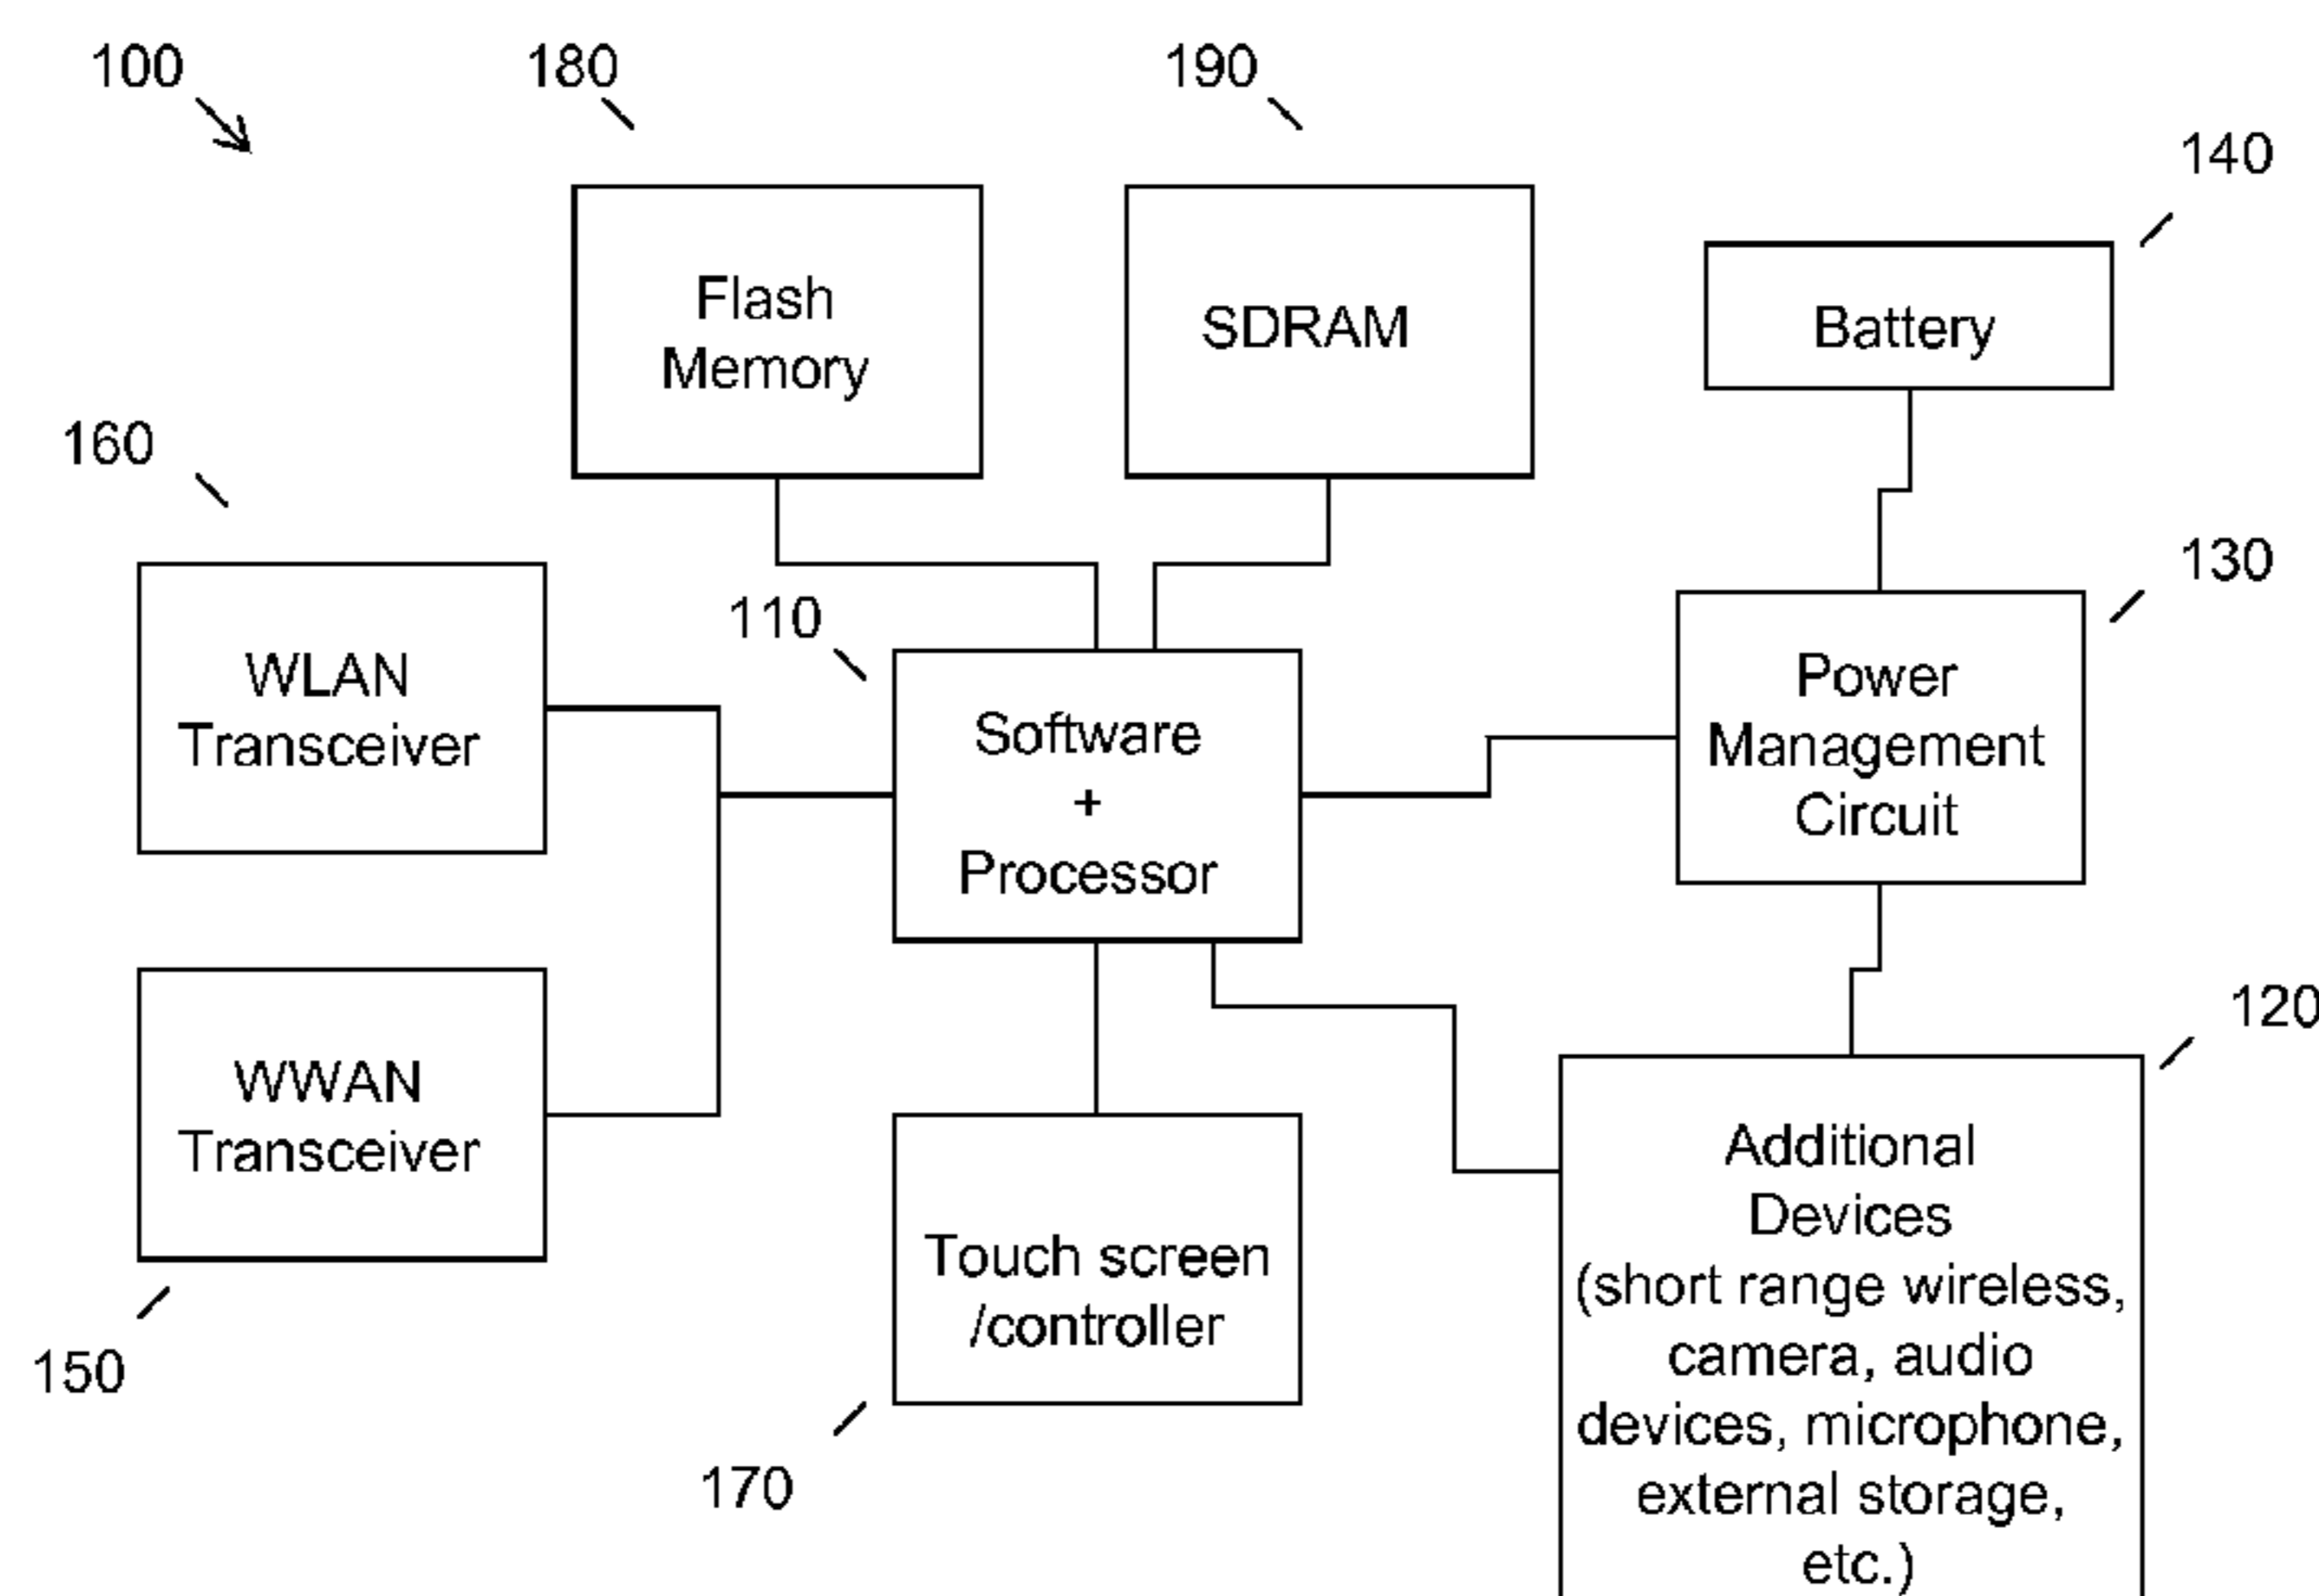 100
180
190
140
Flash
Memory
SDRAM
Battery
160
130
110
WLAN
Transceiver
Software
+
Processor
Power
Management
Circuit
120
WWAN
Transceiver
Touch screen
/controller
Additional
Devices
(short range wireless,
camera, audio
devices, microphone,
external storage,
etc.)
150
170